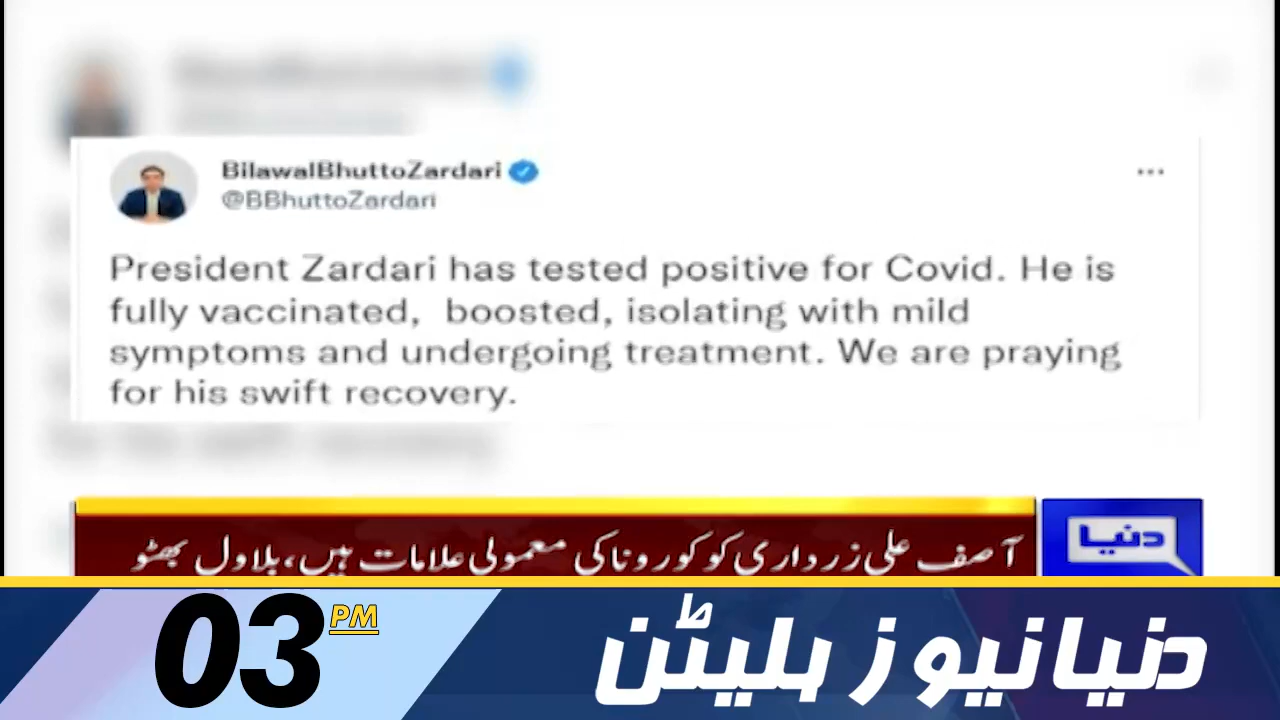 BilawalBhuttoZardari
@BBhuttoZardari
President Zardari has tested positive for Covid. He is
fully vaccinated, boosted, isolating with mild
symptoms and undergoing treatment. We are praying
for his swift recovery.
آصف علی زرداری کو کورونا کی معمولی علامات ہیں، بلاول بھٹو
دنیا
03 PM
دنیا نیوز بلیٹن